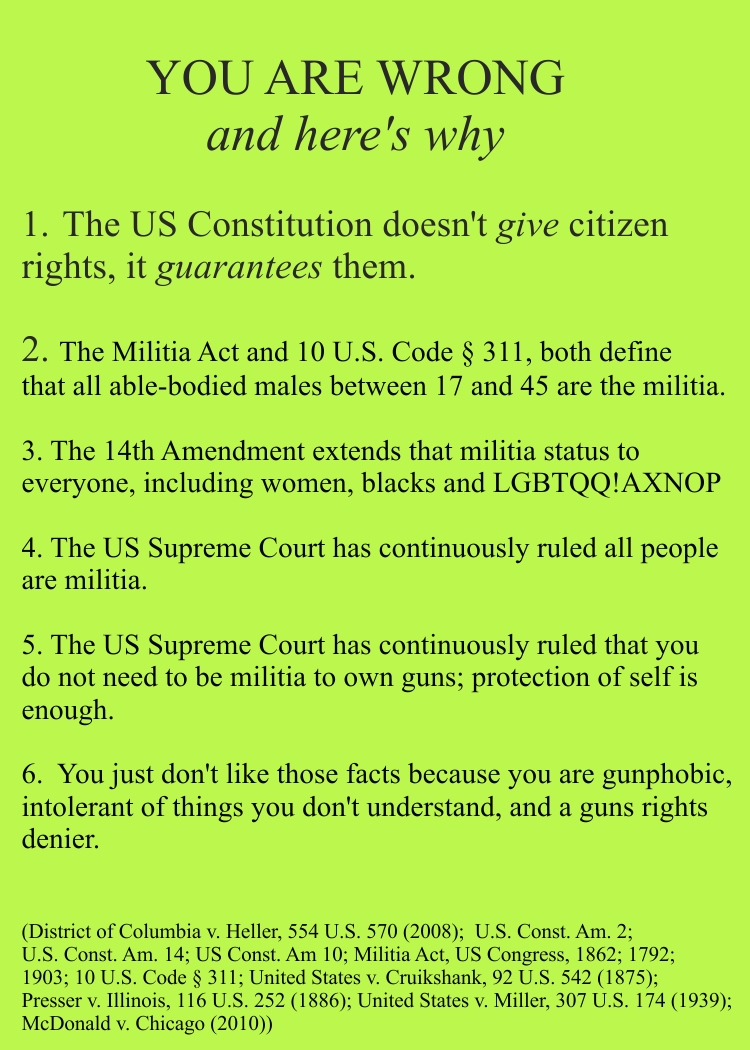 YOU ARE WRONG
and here's why
1. The US Constitution doesn't give citizen
rights, it guarantees them.
2. The Militia Act and 10 U.S. Code § 311, both define
that all able-bodied males between 17 and 45 are the militia.
3. The 14th Amendment extends that militia status to
everyone, including women, blacks and LGBTQQ!AXNOP
4. The US Supreme Court has continuously ruled all people
are militia.
5. The US Supreme Court has continuously ruled that you
do not need to be militia to own guns; protection of self is
enough.
6. You just don't like those facts because you are gunphobic,
intolerant of things you don't understand, and a guns rights
denier.
(District of Columbia v. Heller, 554 U.S. 570 (2008); U.S. Const. Am. 2;
U.S. Const. Am. 14; US Const. Am 10; Militia Act, US Congress, 1862; 1792;
1903; 10 U.S. Code § 311; United States v. Cruikshank, 92 U.S. 542 (1875);
Presser v. Illinois, 116 U.S. 252 (1886); United States v. Miller, 307 U.S. 174 (1939);
McDonald v. Chicago (2010))